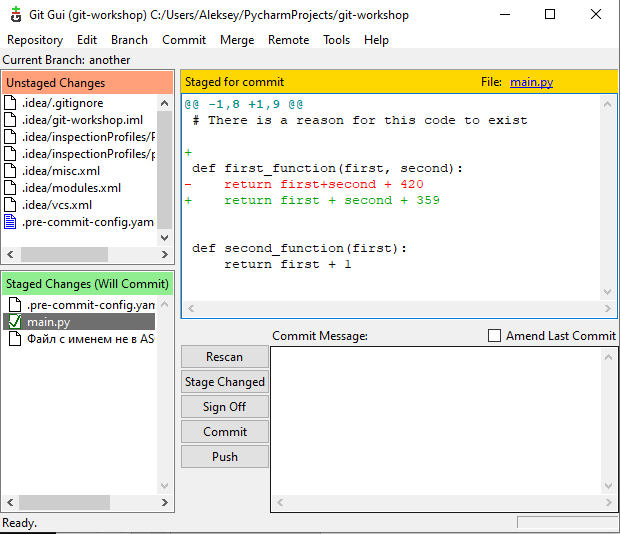 Git Gui (git-workshop) C:/Users/Aleksey/PycharmProjects/git-workshop
Repository Edit Branch Commit Merge Remote Tools Help
Current Branch: another
Unstaged Changes
.idea/.gitignore
.idea/git-workshop.iml
.idea/inspectionProfiles/P
.idea/inspectionProfiles/p
.idea/misc.xml
.idea/modules.xml
.idea/vcs.xml
.pre-commit-config.yam
Staged Changes (Will Commit)
.pre-commit-config.yam
main.py
Файл с именем не в ASC
Staged for commit File: main.py
@@ -1,8 +1,9 @@
# There is a reason for this code to exist
+
def first_function(first, second):
- return first+second + 420
+ return first + second + 359
def second_function(first):
return first + 1
Commit Message: Amend Last Commit
Rescan
Stage Changed
Sign Off
Commit
Push
Ready.